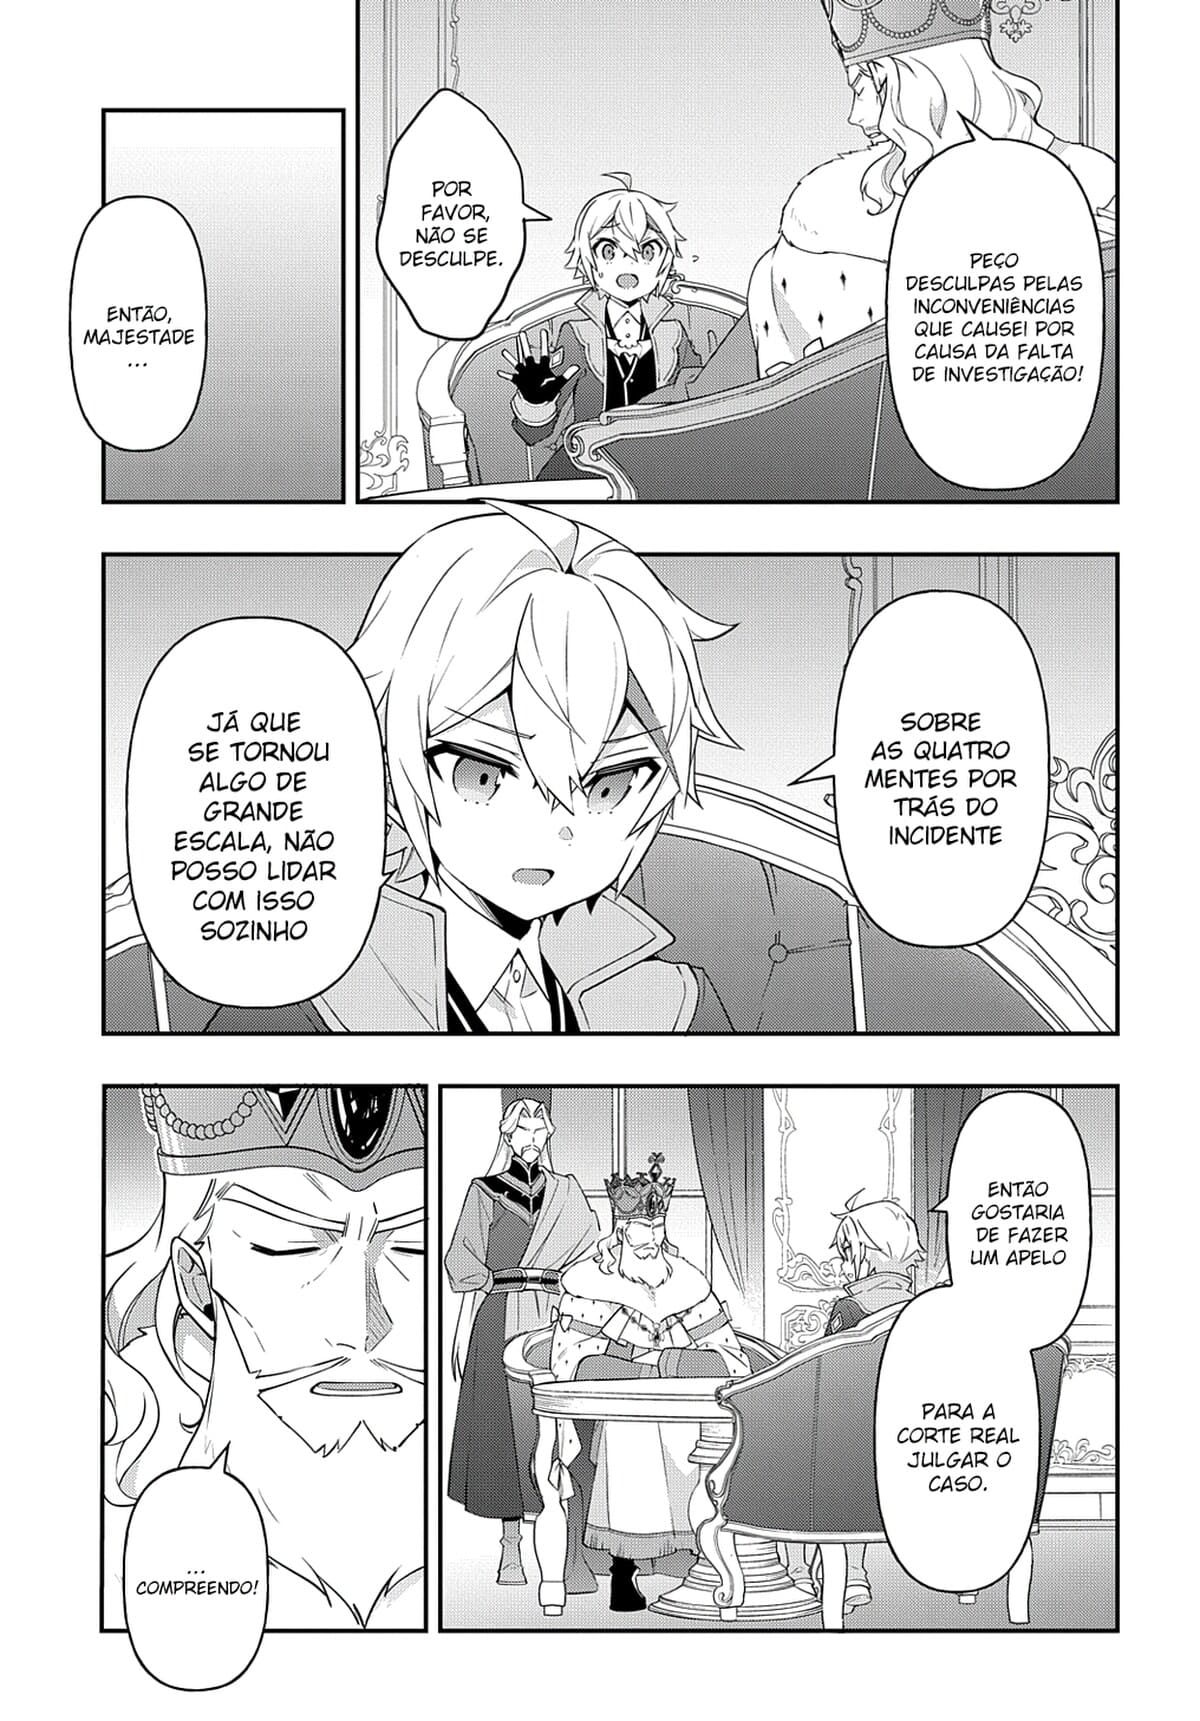 PEÇO
DESCULPAS PELAS
INCONVENIÊNCIAS
QUE CAUSEI POR
CAUSA DA FALTA
DE INVESTIGAÇÃO!
POR
FAVOR,
NÃO SE
DESCULPE.
ENTÃO,
MAJESTADE
...
SOBRE
AS QUATRO
MENTES POR
TRÁS DO
INCIDENTE
JÁ QUE
SE TORNOU
ALGO DE
GRANDE
ESCALA, NÃO
POSSO LIDAR
COM ISSO
SOZINHO
ENTÃO
GOSTARIA
DE FAZER
UM APELO
PARA A
CORTE REAL
JULGAR O
CASO.
...
COMPREENDO!